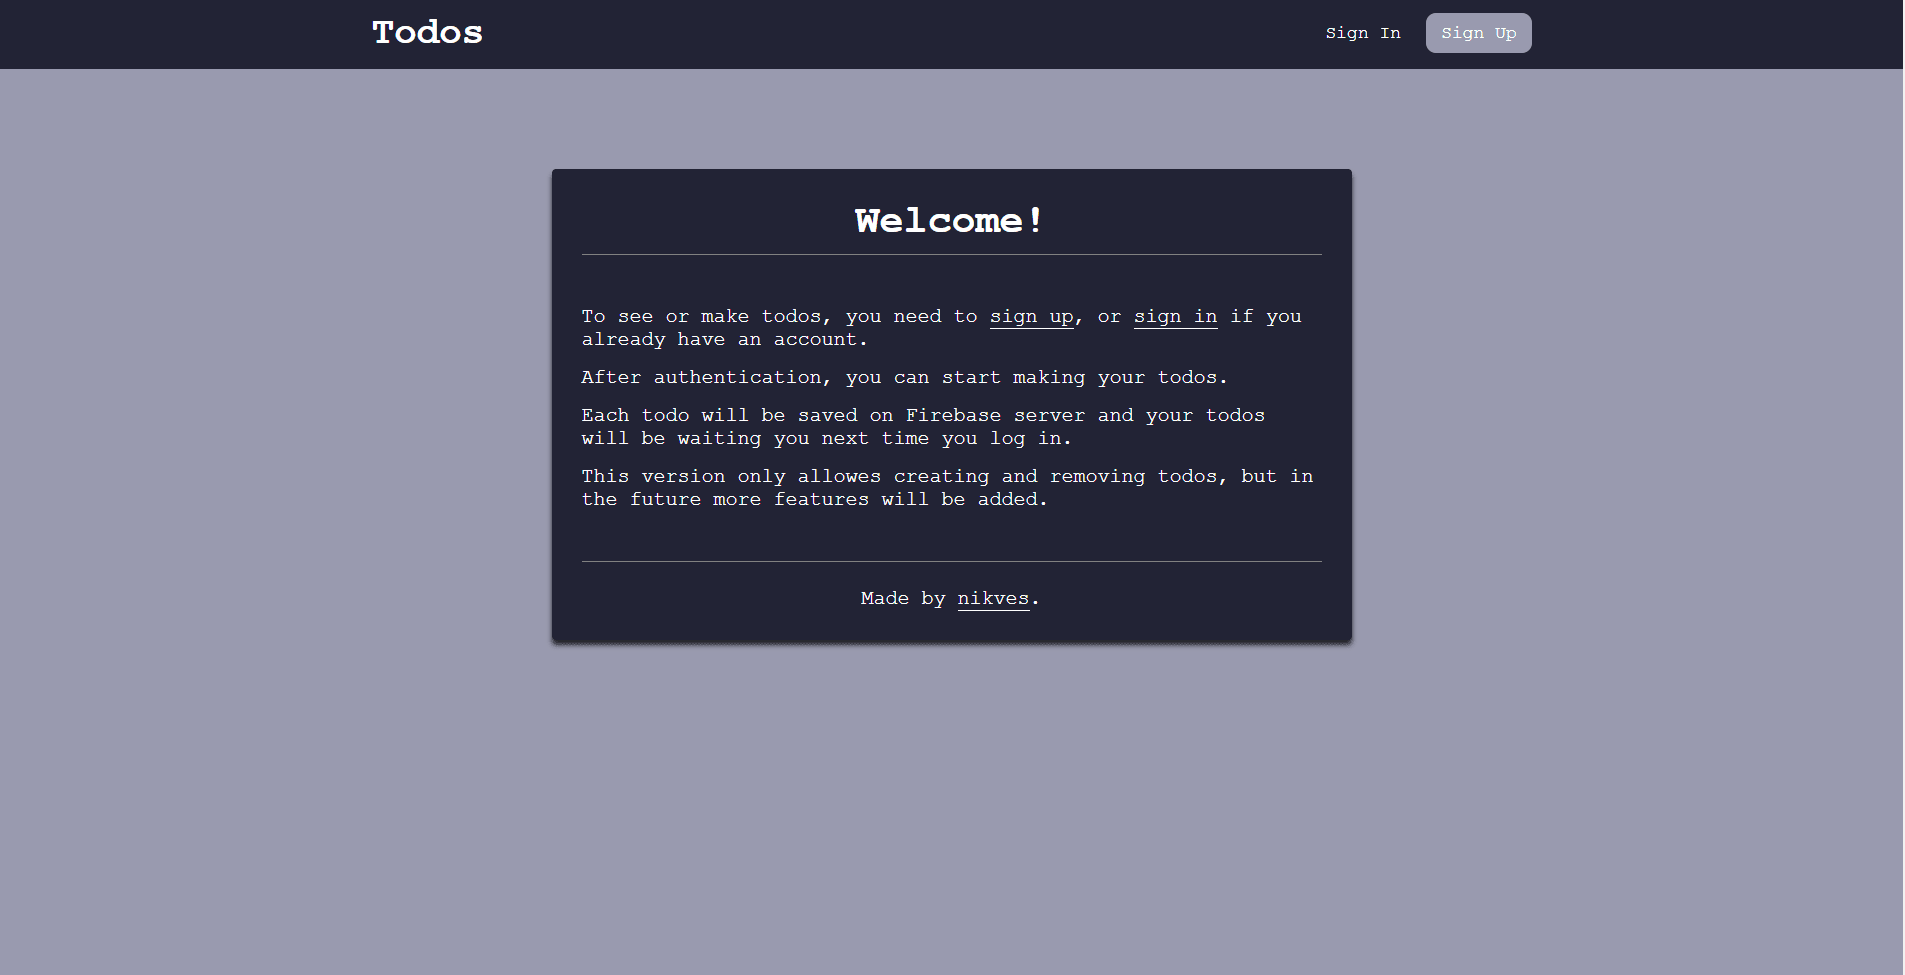 Todos
Sign In
Sign Up
Welcome!
To see or make todos, you need to sign up, or sign in if you
already have an account.
After authentication, you can start making your todos.
Each todo will be saved on Firebase server and your todos
will be waiting you next time you log in.
This version only allowes creating and removing todos, but in
the future more features will be added.
Made by nikves.